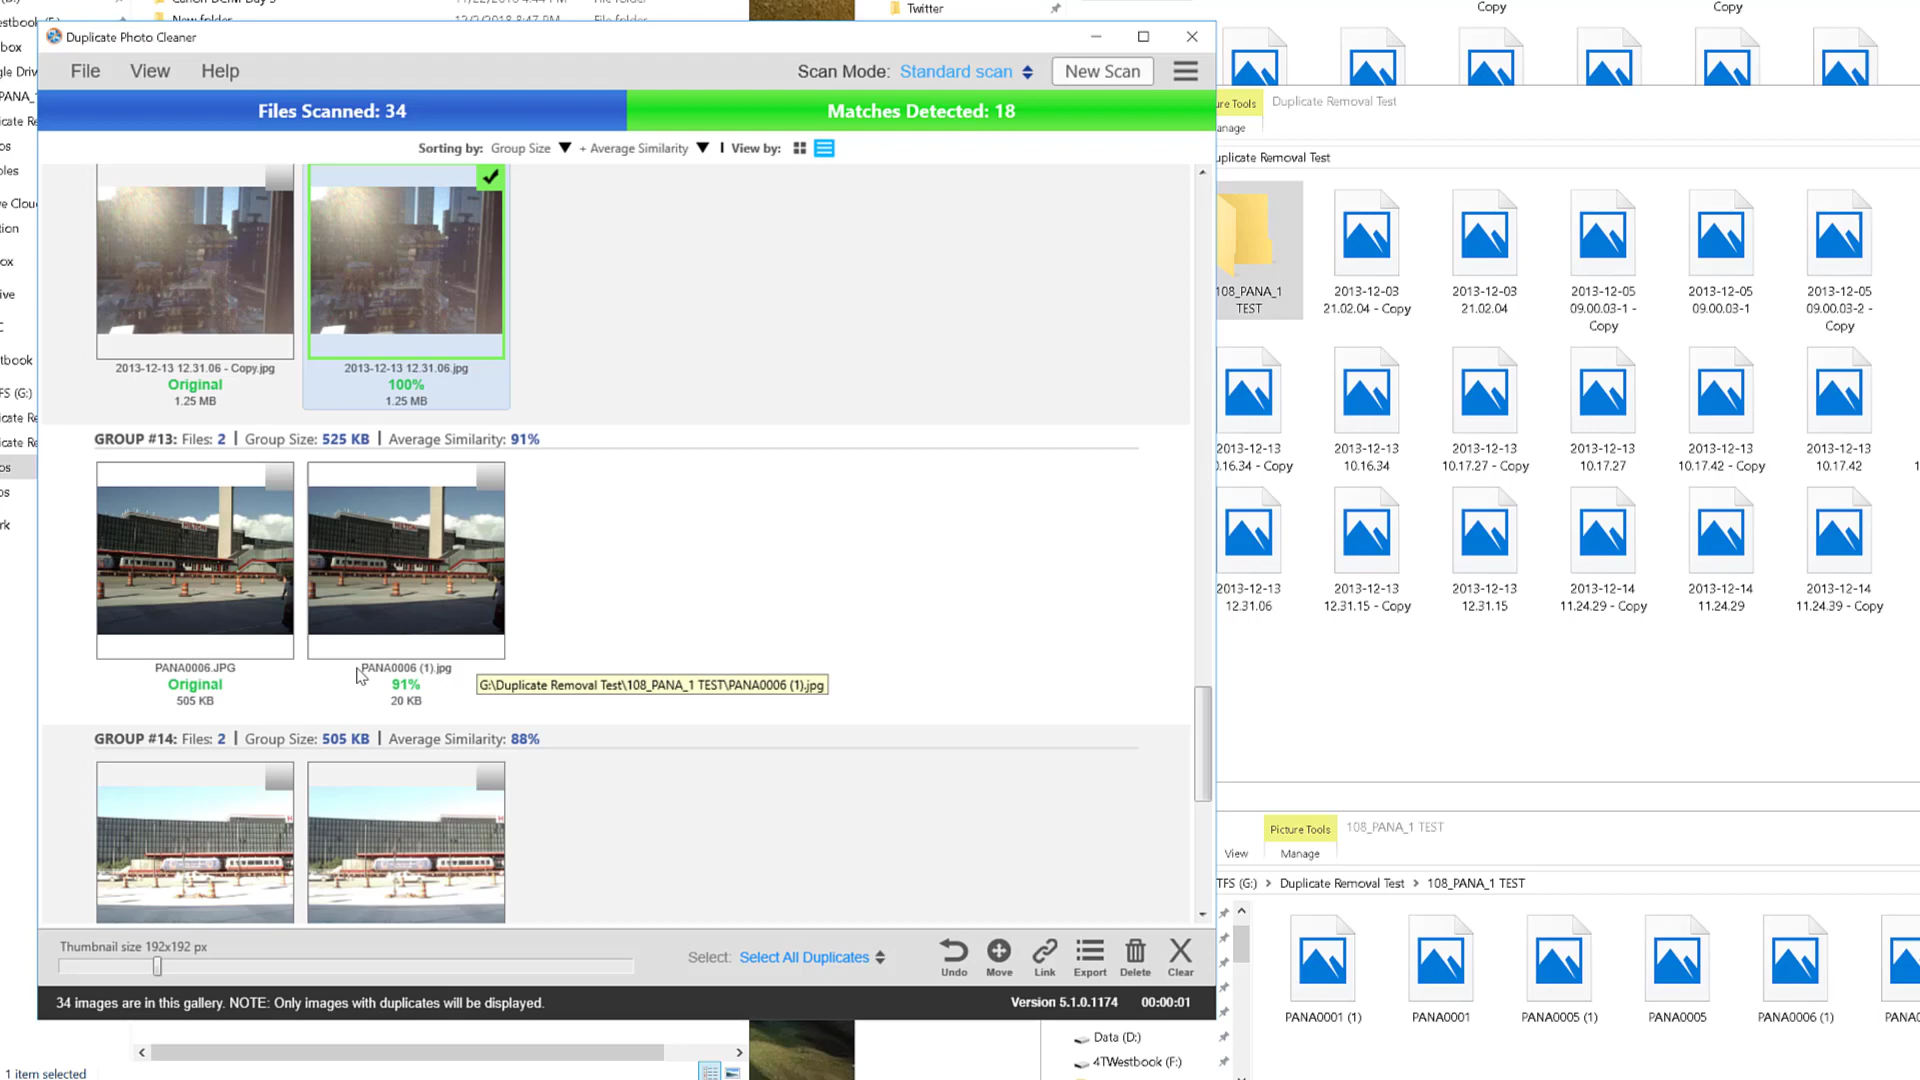 Duplicate Photo Cleaner
File View Help
Scan Mode: Standard scan New Scan
Files Scanned: 34
Matches Detected: 18
Sorting by: Group Size + Average Similarity View by:
2013-12-13 12.31.06 - Copy.jpg
Original
1.25 MB
2013-12-13 12.31.06.jpg
100%
1.25 MB
GROUP #13: Files: 2 | Group Size: 525 KB | Average Similarity: 91%
PANA0006.JPG
Original
505 KB
PANA0006 (1).jpg
91%
20 KB
G:\Duplicate Removal Test\108_PANA_1 TEST\PANA0006 (1).jpg
GROUP #14: Files: 2 | Group Size: 505 KB | Average Similarity: 88%
Thumbnail size 192x192 px
Select: Select All Duplicates
Undo Move Link Export Delete Clear
34 images are in this gallery. NOTE: Only images with duplicates will be displayed.
Version 5.1.0.1174 00:00:01
1 item selected
New folder
File folder
Twitter
Copy
Copy
Duplicate Removal Test
108_PANA_1
TEST
2013-12-03
21.02.04 - Copy
2013-12-03
21.02.04
2013-12-05
09.00.03-1 -
Copy
2013-12-05
09.00.03-1
2013-12-05
09.00.03-2 -
Copy
2013-12-13
10.16.34 - Copy
2013-12-13
10.16.34
2013-12-13
10.17.27 - Copy
2013-12-13
10.17.27
2013-12-13
10.17.42 - Copy
2013-12-13
10.17.42
2013-12-13
12.31.06
2013-12-13
12.31.15 - Copy
2013-12-13
12.31.15
2013-12-14
11.24.29 - Copy
2013-12-14
11.24.29
2013-12-14
11.24.39 - Copy
Picture Tools 108_PANA_1 TEST
View Manage
TFS (G:) > Duplicate Removal Test > 108_PANA_1 TEST
PANA0001 (1)
PANA0001
PANA0005 (1)
PANA0005
PANA0006 (1)
Data (D:)
4TWestbook (F:)